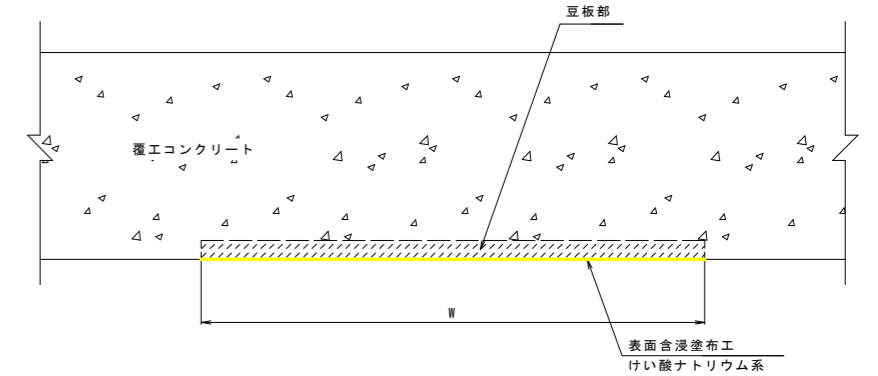 豆板部
覆工コンクリート
W
表面含浸塗布工
けい酸ナトリウム系